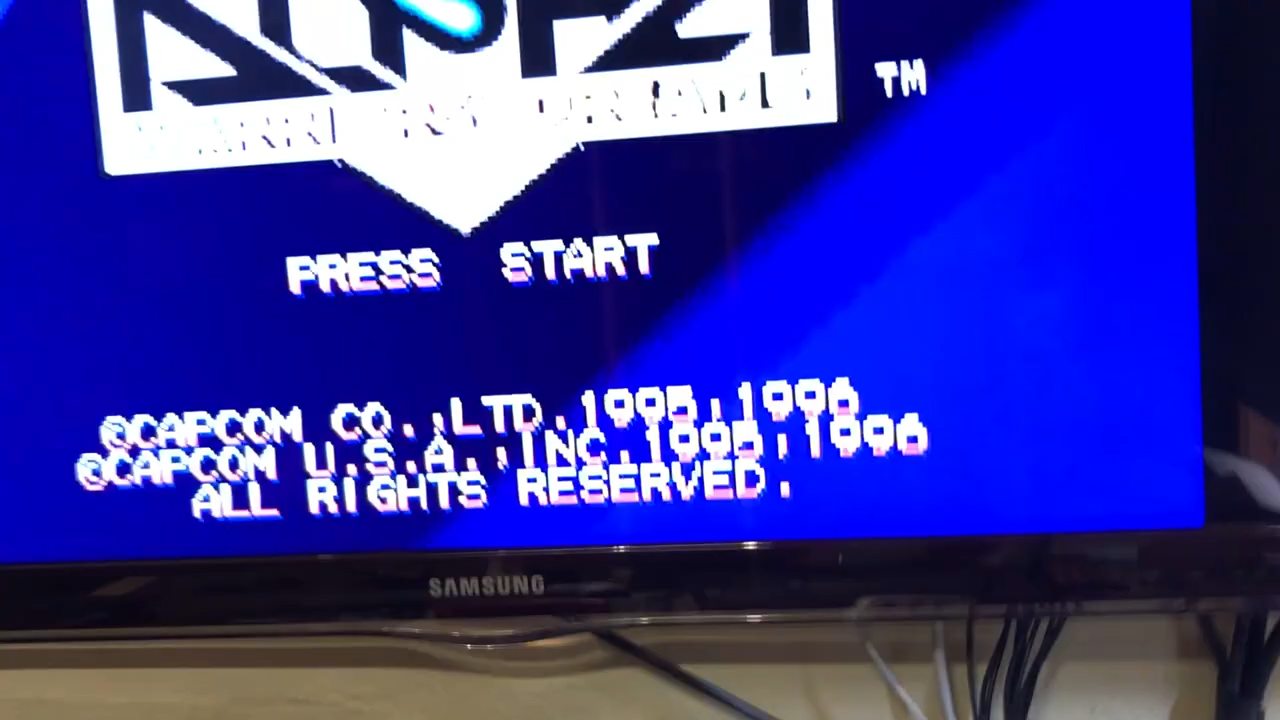 TM
PRESS START
©CAPCOM CO.,LTD.1995,1996
©CAPCOM U.S.A.,INC.1995,1996
ALL RIGHTS RESERVED.
SAMSUNG